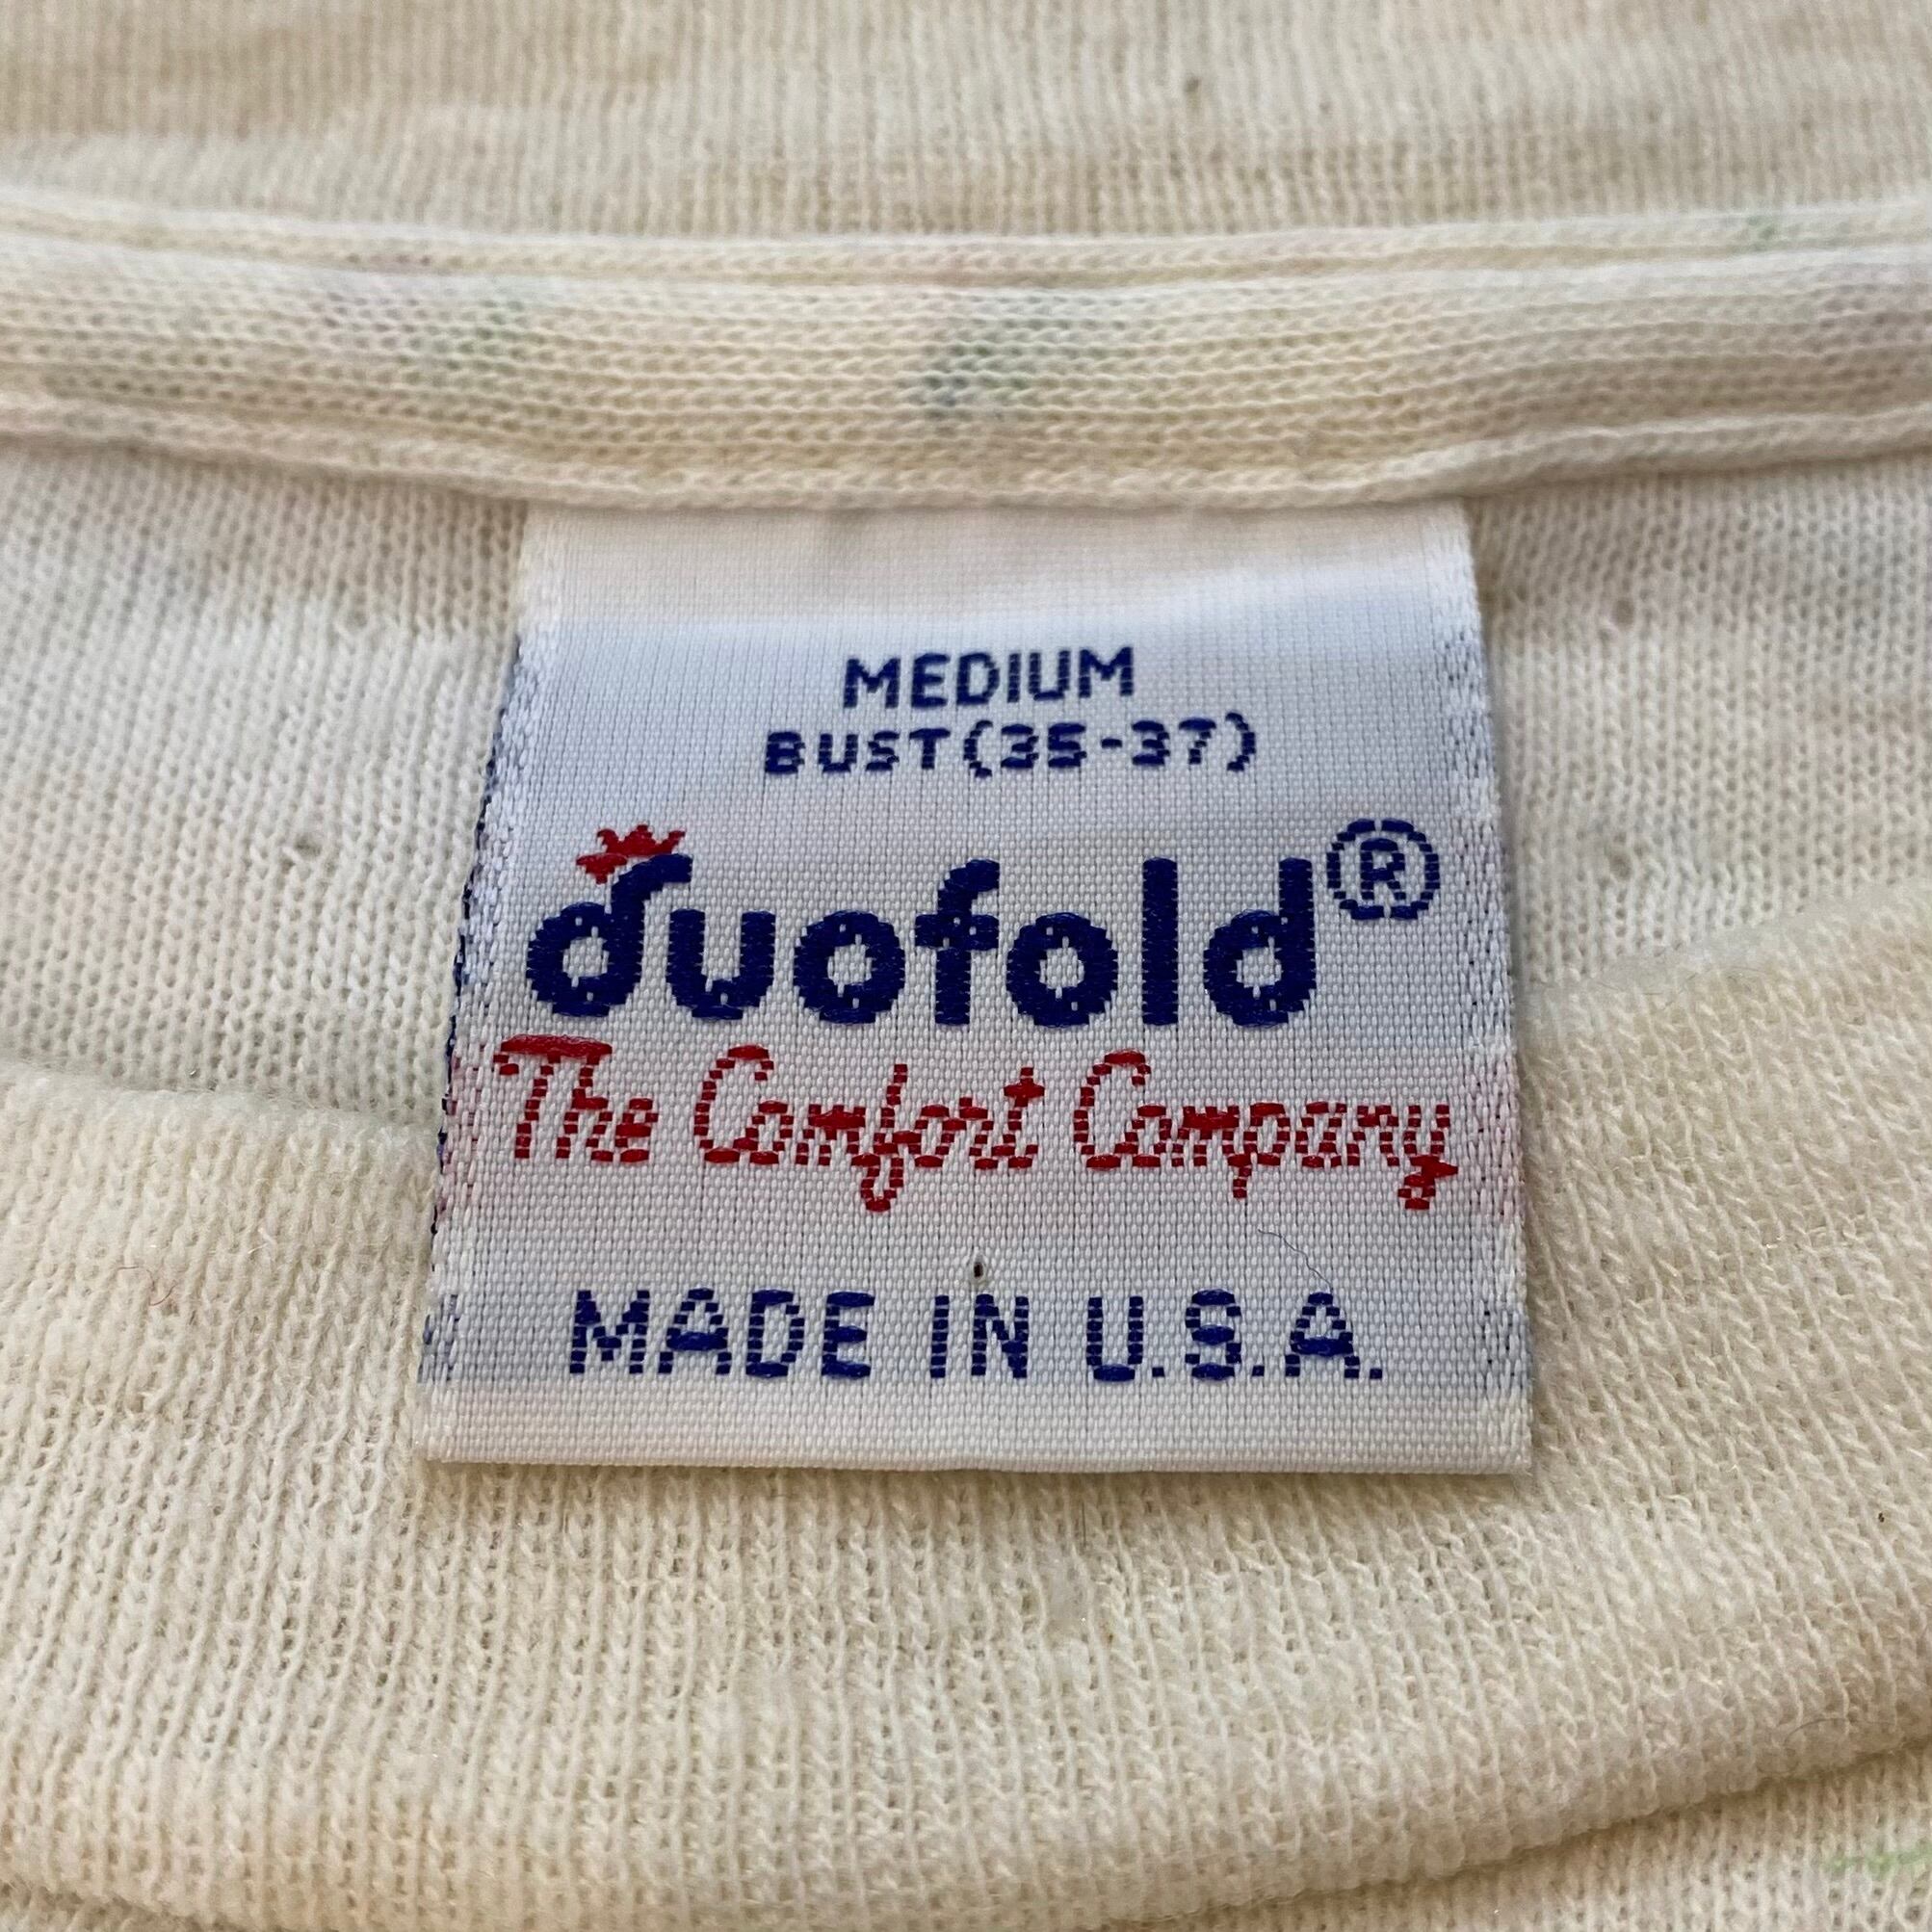 MEDIUM
BUST (35-37)
duofold®
The Comfort Company
MADE IN U.S.A.